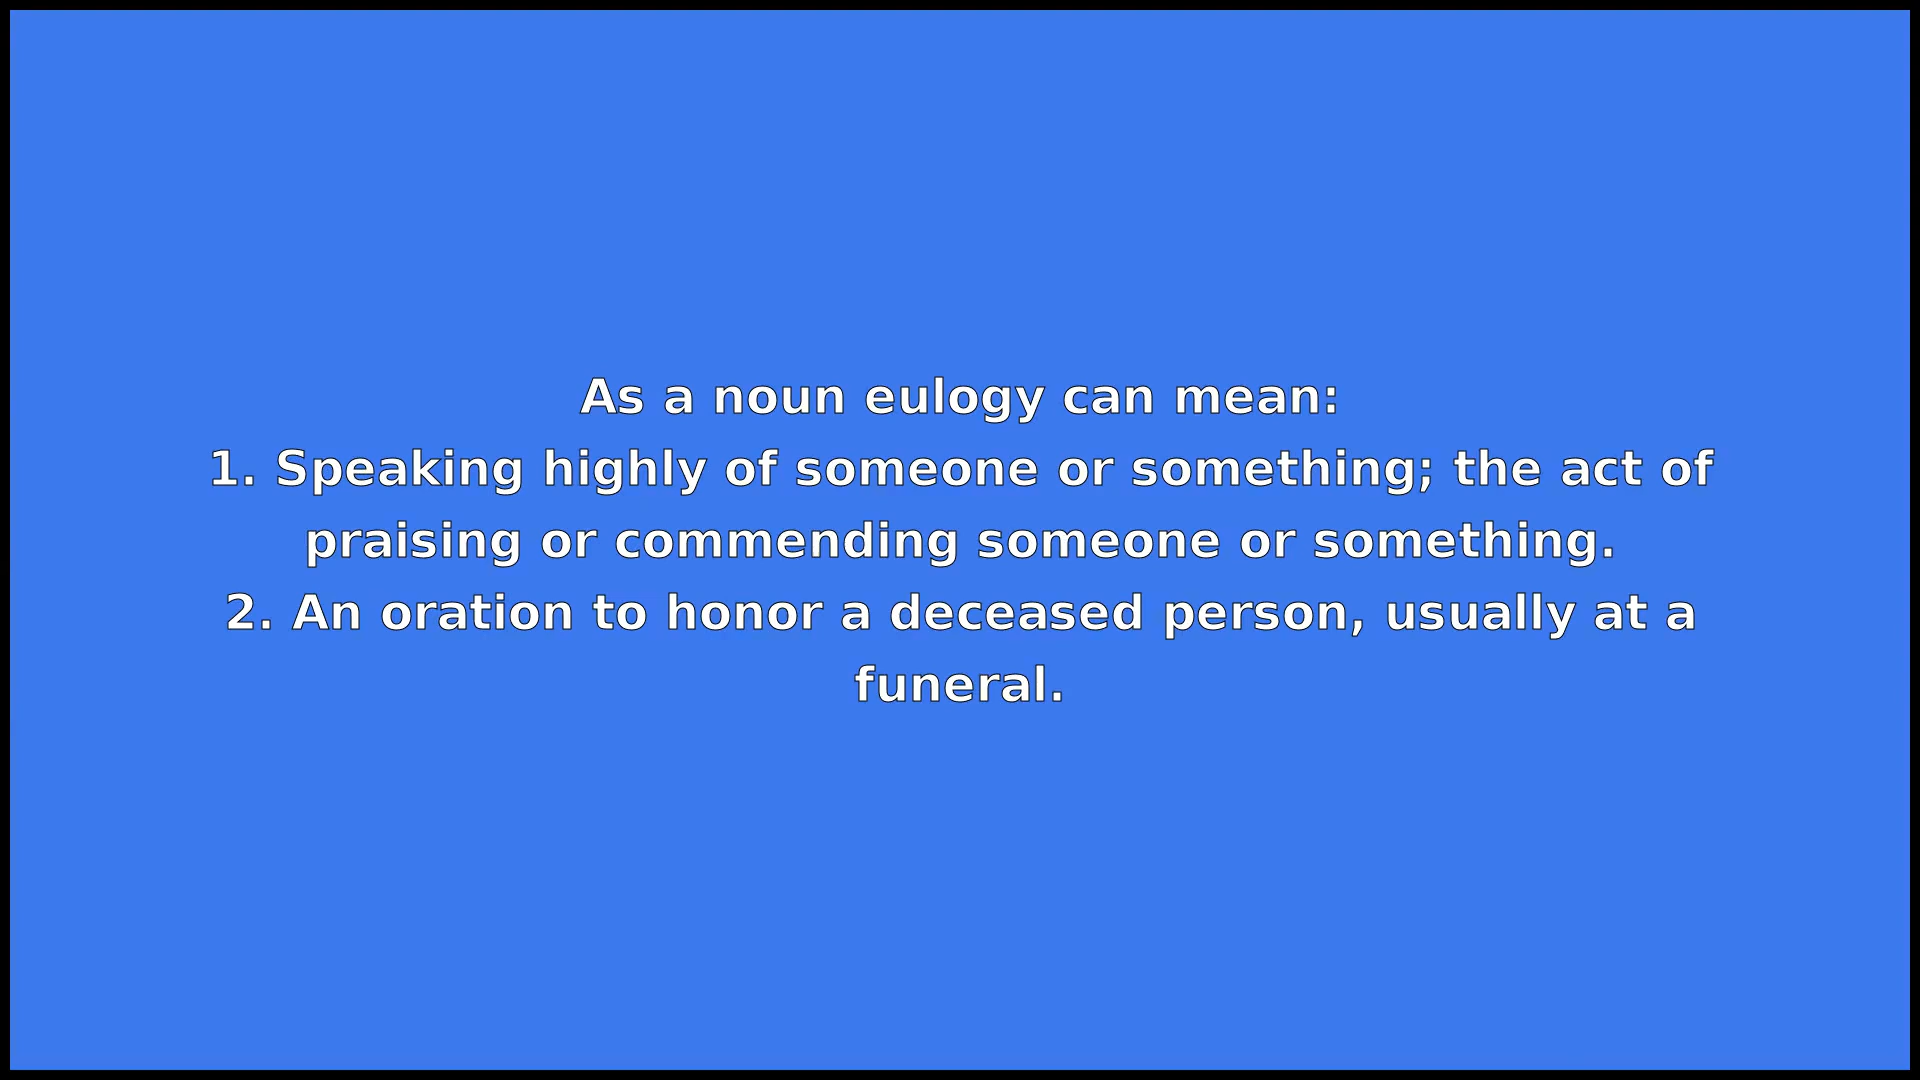 As a noun eulogy can mean:
1. Speaking highly of someone or something; the act of
praising or commending someone or something.
2. An oration to honor a deceased person, usually at a
funeral.